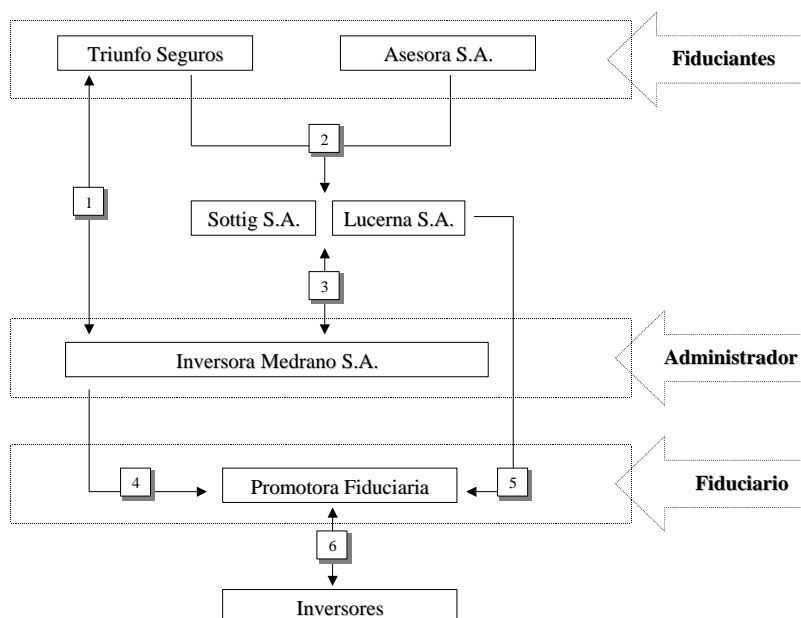 Triunfo Seguros
Asesora S.A.
Fiduciantes
2
1
Sottig S.A.
Lucerna S.A.
3
Inversora Medrano S.A.
Administrador
4
Promotora Fiduciaria
5
Fiduciario
6
Inversores